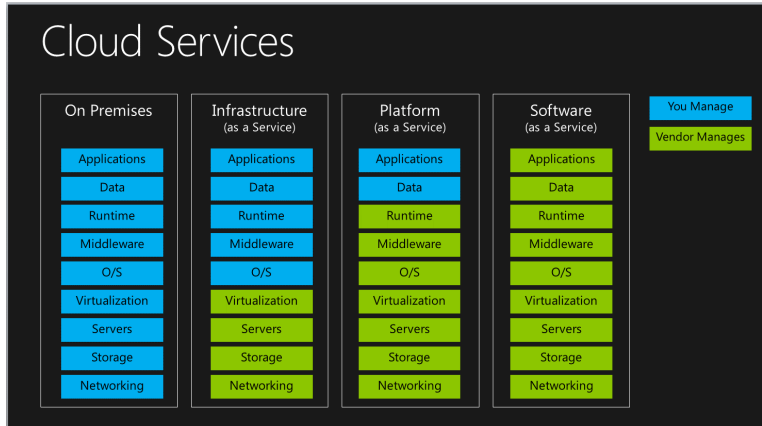 Cloud Services
On Premises
Applications
Data
Runtime
Middleware
O/S
Virtualization
Servers
Storage
Networking
Infrastructure
(as a Service)
Applications
Data
Runtime
Middleware
O/S
Virtualization
Servers
Storage
Networking
Platform
(as a Service)
Applications
Data
Runtime
Middleware
O/S
Virtualization
Servers
Storage
Networking
Software
(as a Service)
Applications
Data
Runtime
Middleware
O/S
Virtualization
Servers
Storage
Networking
You Manage
Vendor Manages